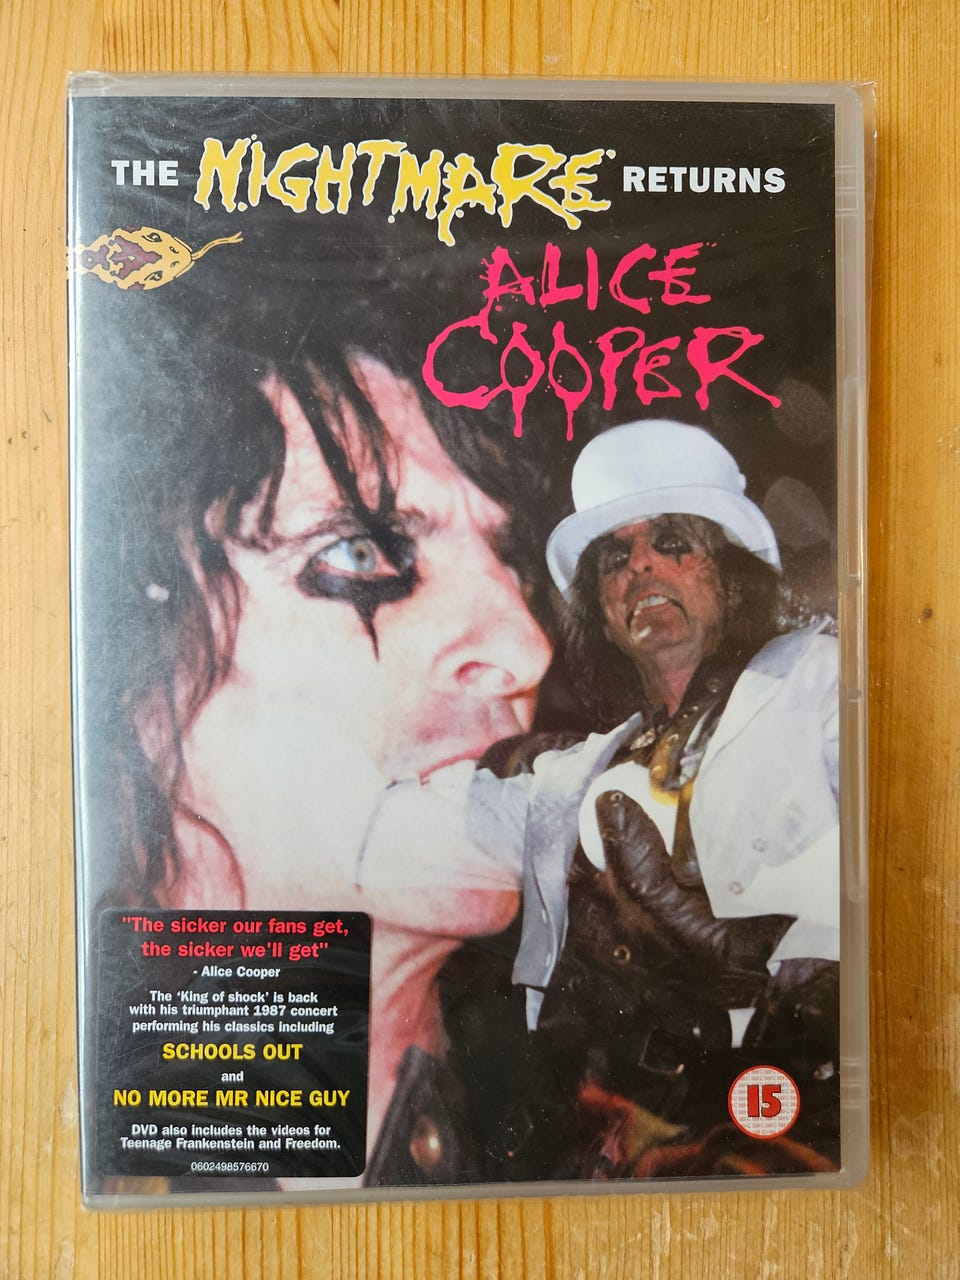 THE NIGHTMARE RETURNS
ALICE
COOPER
"The sicker our fans get,
the sicker we'll get"
- Alice Cooper
The 'King of shock' is back
with his triumphant 1987 concert
performing his classics including
SCHOOLS OUT
and
NO MORE MR NICE GUY
DVD also includes the videos for
Teenage Frankenstein and Freedom.
0602498576670
15